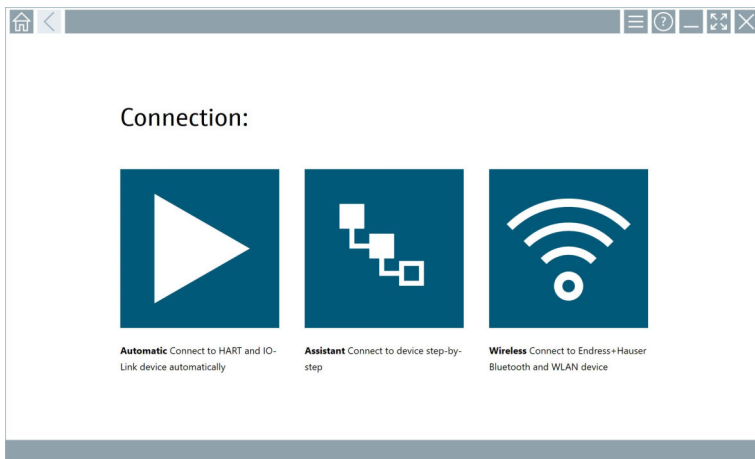 Connection:
Automatic Connect to HART and IO-
Link device automatically
Assistant Connect to device step-by-
step
Wireless Connect to Endress+Hauser
Bluetooth and WLAN device